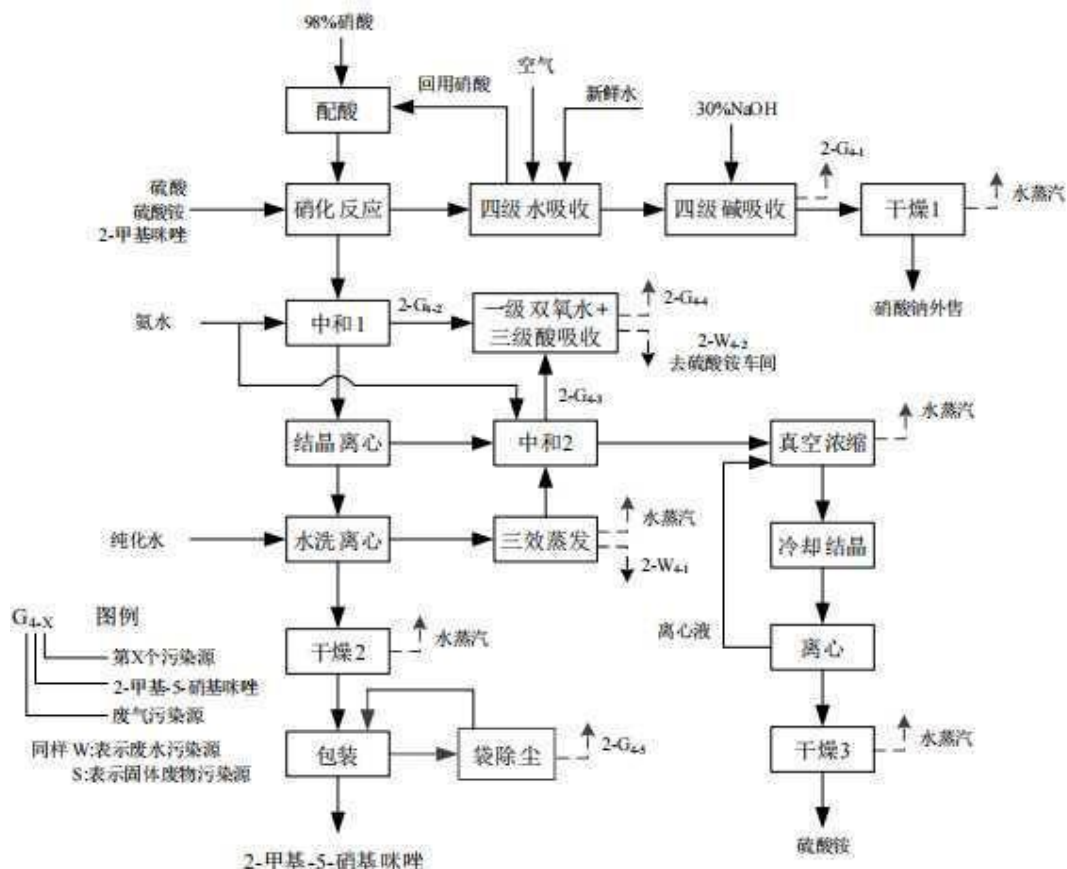 98%硝酸
空气
回用硝酸
新鲜水
30%NaOH
配酸
2-G4-1
硫酸
硫酸铵
2-甲基咪唑
硝化反应
四级水吸收
四级碱吸收
干燥1
水蒸汽
硝酸钠外售
氨水
中和1
2-G4-2
一级双氧水+
三级酸吸收
2-G4-4
2-W4-2
去硫酸铵车间
2-G4-3
水蒸汽
结晶离心
中和2
真空浓缩
水蒸汽
纯化水
水洗离心
三效蒸发
2-W4-1
冷却结晶
G4-X 图例
第X个污染源
2-甲基-5-硝基咪唑
废气污染源
干燥2
水蒸汽
离心液
离心
同样 W:表示废水污染源
S:表示固体废物污染源
包装
袋除尘
2-G4-5
干燥3
水蒸汽
2-甲基-5-硝基咪唑
硫酸铵